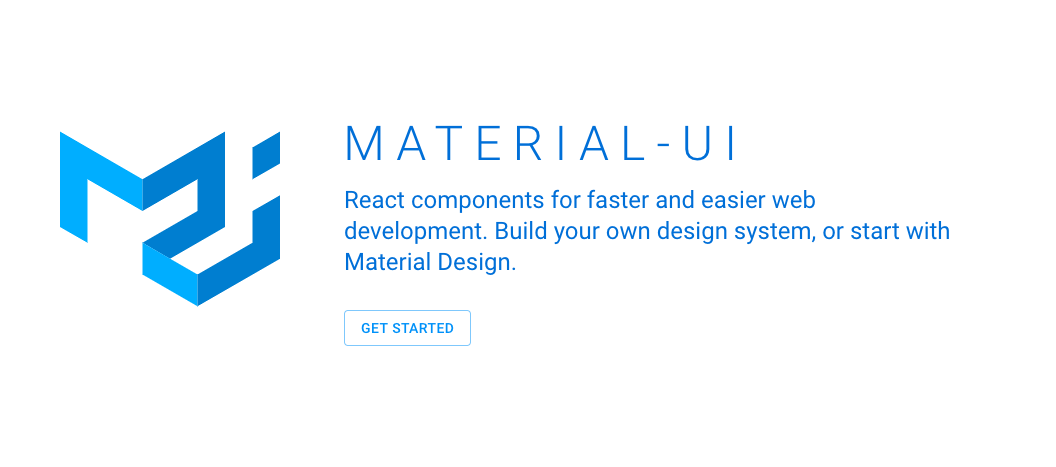 MATERIAL-UI
React components for faster and easier web
development. Build your own design system, or start with
Material Design.
GET STARTED